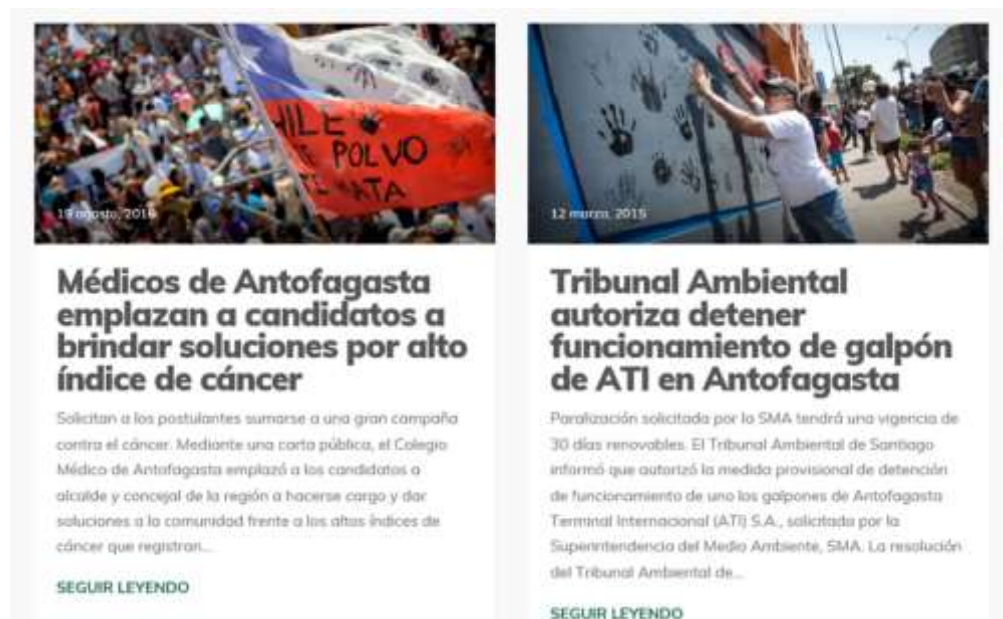 HILE
POLVO
ATA
19 agosto, 2016
Médicos de Antofagasta
emplazan a candidatos a
brindar soluciones por alto
índice de cáncer
Solicitan a los postulantes sumarse a una gran campaña
contra el cáncer. Mediante una carta pública, el Colegio
Médico de Antofagasta emplazó a los candidatos a
alcalde y concejal de la región a hacerse cargo y dar
soluciones a la comunidad frente a los altos índices de
cáncer que registran...
SEGUIR LEYENDO
12 marzo, 2015
Tribunal Ambiental
autoriza detener
funcionamiento de galpón
de ATI en Antofagasta
Paralización solicitada por la SMA tendrá una vigencia de
30 días renovables. El Tribunal Ambiental de Santiago
informó que autorizó la medida provisional de detención
de funcionamiento de uno los galpones de Antofagasta
Terminal Internacional (ATI) S.A., solicitada por la
Superintendencia del Medio Ambiente, SMA. La resolución
del Tribunal Ambiental de...
SEGUIR LEYENDO